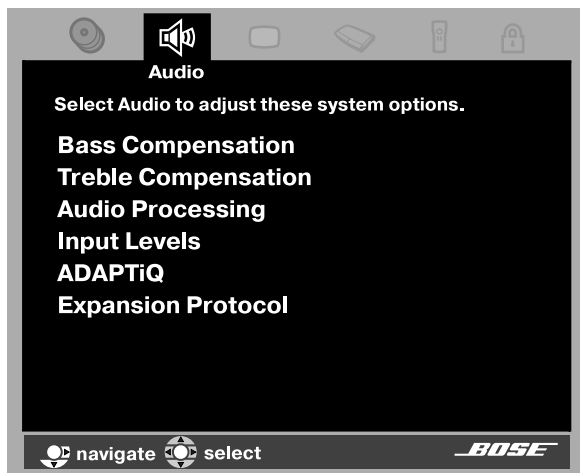 Audio
Select Audio to adjust these system options.
Bass Compensation
Treble Compensation
Audio Processing
Input Levels
ADAPTiQ
Expansion Protocol
navigate select BOSE